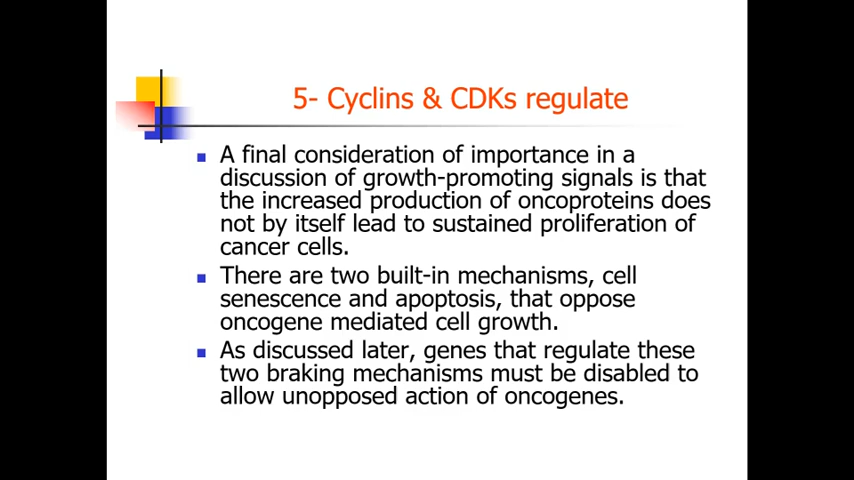 5- Cyclins & CDKs regulate
A final consideration of importance in a
discussion of growth-promoting signals is that
the increased production of oncoproteins does
not by itself lead to sustained proliferation of
cancer cells.
There are two built-in mechanisms, cell
senescence and apoptosis, that oppose
oncogene mediated cell growth.
As discussed later, genes that regulate these
two braking mechanisms must be disabled to
allow unopposed action of oncogenes.